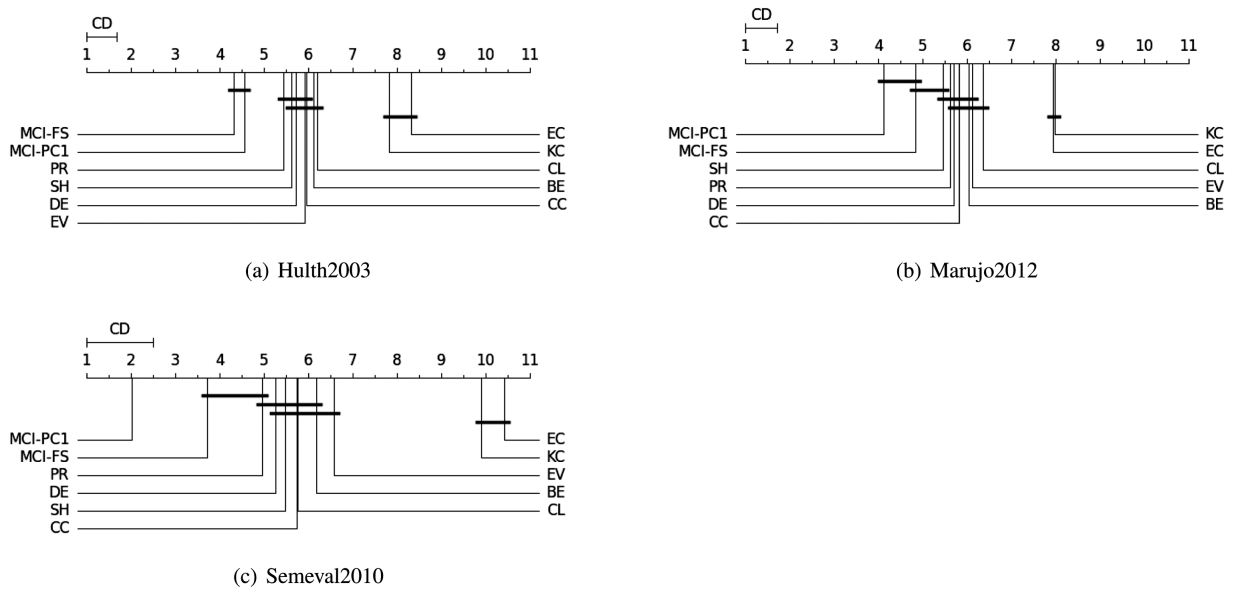 CD
1 2 3 4 5 6 7 8 9 10 11
MCI-FS EC
MCI-PC1 KC
PR CL
SH BE
DE CC
EV
(a) Hulth2003
CD
1 2 3 4 5 6 7 8 9 10 11
MCI-PC1 KC
MCI-FS EC
SH CL
PR EV
DE BE
CC
(b) Marujo2012
CD
1 2 3 4 5 6 7 8 9 10 11
MCI-PC1 EC
MCI-FS KC
PR EV
DE BE
SH CL
CC
(c) Semeval2010